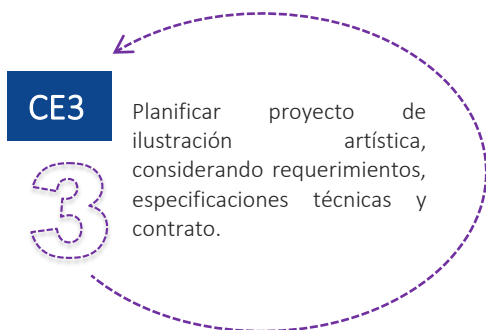 CE3
3
Planificar proyecto de
ilustración artística,
considerando requerimientos,
especificaciones técnicas y
contrato.